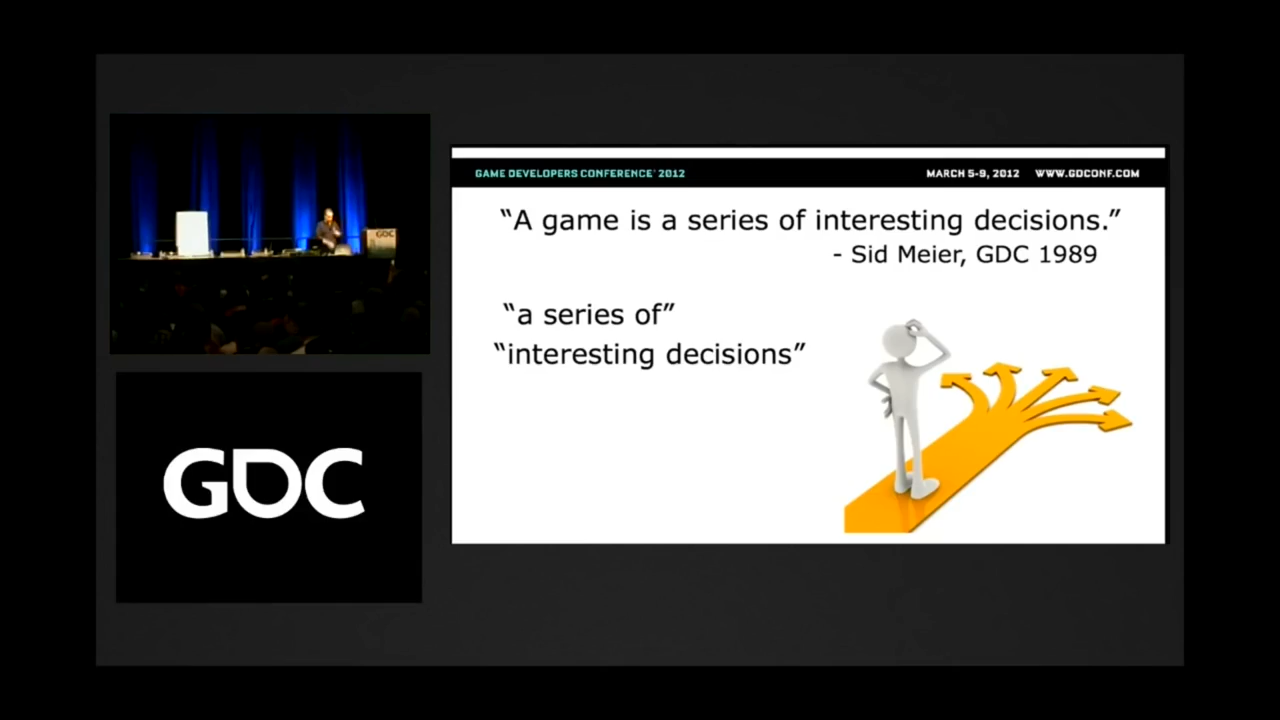 GDC
GDC
GAME DEVELOPERS CONFERENCE® 2012
MARCH 5-9, 2012 WWW.GDCONF.COM
“A game is a series of interesting decisions.”
- Sid Meier, GDC 1989
“a series of”
“interesting decisions”